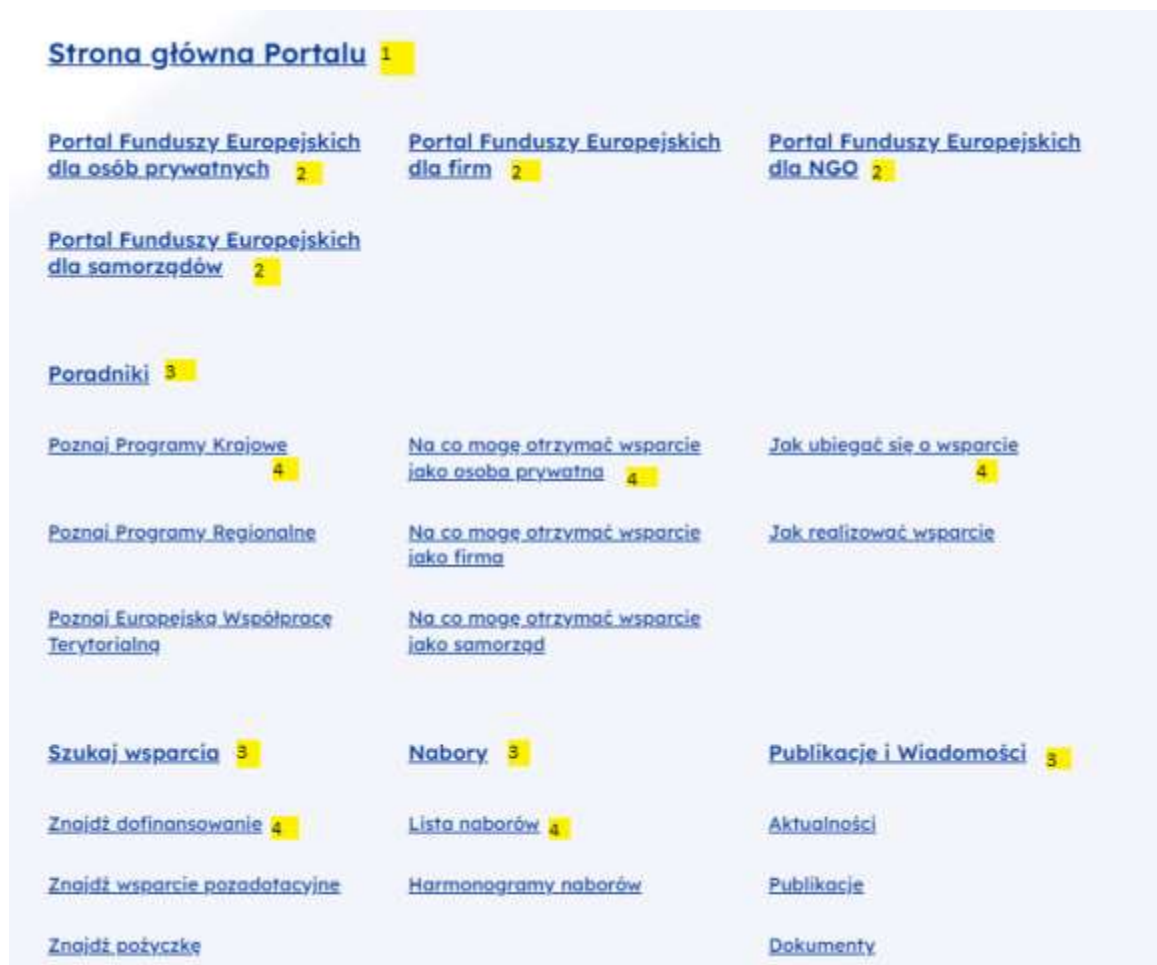 Strona główna Portalu 1
Portal Funduszy Europejskich
dla osób prywatnych 2
Portal Funduszy Europejskich
dla firm 2
Portal Funduszy Europejskich
dla NGO 2
Portal Funduszy Europejskich
dla samorządów 2
Poradniki 3
Poznaj Programy Krajowe
4
Na co mogę otrzymać wsparcie
jako osoba prywatna 4
Jak ubiegać się o wsparcie
4
Poznaj Programy Regionalne
Na co mogę otrzymać wsparcie
jako firma
Jak realizować wsparcie
Poznaj Europejską Współpracę
Terytorialną
Na co mogę otrzymać wsparcie
jako samorząd
Szukaj wsparcia 3
Nabory 3
Publikacje i Wiadomości 3
Znajdź dofinansowanie 4
Lista naborów 4
Aktualności
Znajdź wsparcie pozadotacyjne
Harmonogramy naborów
Publikacje
Znajdź pożyczkę
Dokumenty